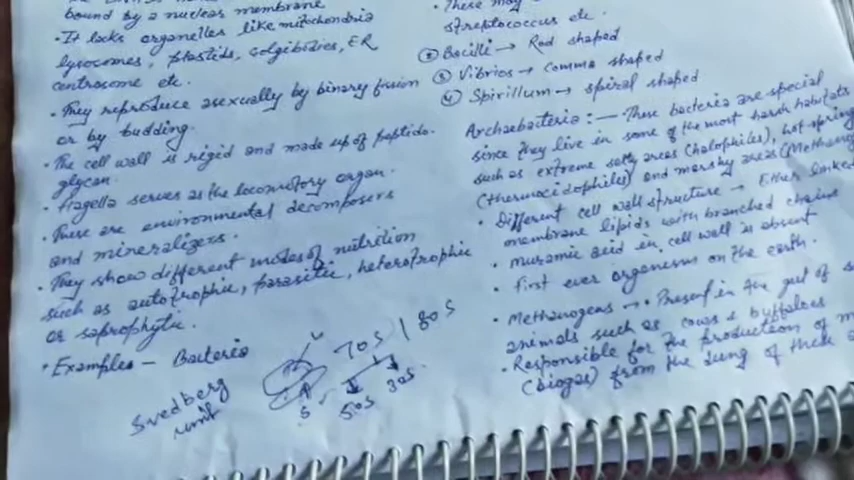 bound by a nuclear membrane
• It lacks organelles like mitochondria
lysosomes, plastids, golgibodies, ER
centrosome etc.
• They reproduce asexually by binary fission
or by budding.
• The cell wall is rigid and made up of peptido-
glycan.
• Flagella serves as the locomotory organ.
• These are environmental decomposers
and mineralizers.
• They show different modes of nutrition
such as autotrophic, parasitic, heterotrophic
or saprophytic.
• Examples - Bacteria
Svedberg
unit
70S / 80S
50S 30S
S
• These may
streptococcus etc.
② Bacilli → Rod shaped
③ Vibrios → Comma shaped
④ Spirillum → spiral shaped
Archaebacteria :— These bacteria are special
since they live in some of the most harsh habitats
such as extreme salty areas (halophiles), hot spring
(thermoacidophiles) and marshy areas (Methano
• Different cell wall structure → Ether linked
membrane lipids with branched chains
• Muramic acid in cell wall is absent
• First ever organisms on the earth.
• Methanogens → • Present in the gut of
animals such as cows & buffaloes
• Responsible for the production of
(biogas) from the dung of these